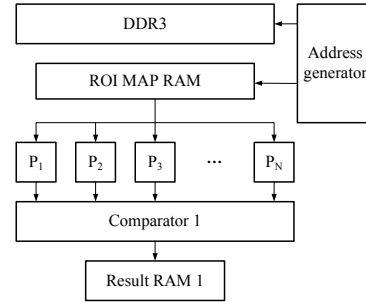 DDR3
Address
generator
ROI MAP RAM
P1 P2 P3 ... PN
Comparator 1
Result RAM 1